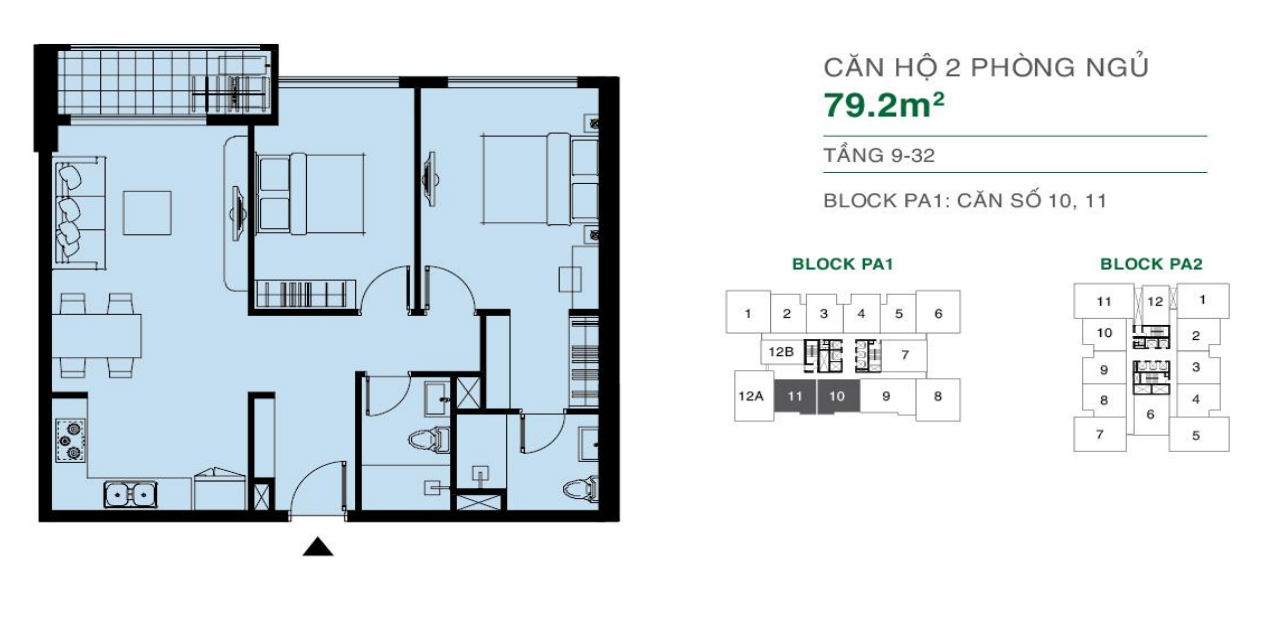 CĂN HỘ 2 PHÒNG NGỦ
79.2m²
TẦNG 9-32
BLOCK PA1: CĂN SỐ 10, 11
BLOCK PA1
1 2 3 4 5 6
12B 7
12A 11 10 9 8
BLOCK PA2
11 12 1
10 2
9 3
8 4
6
7 5